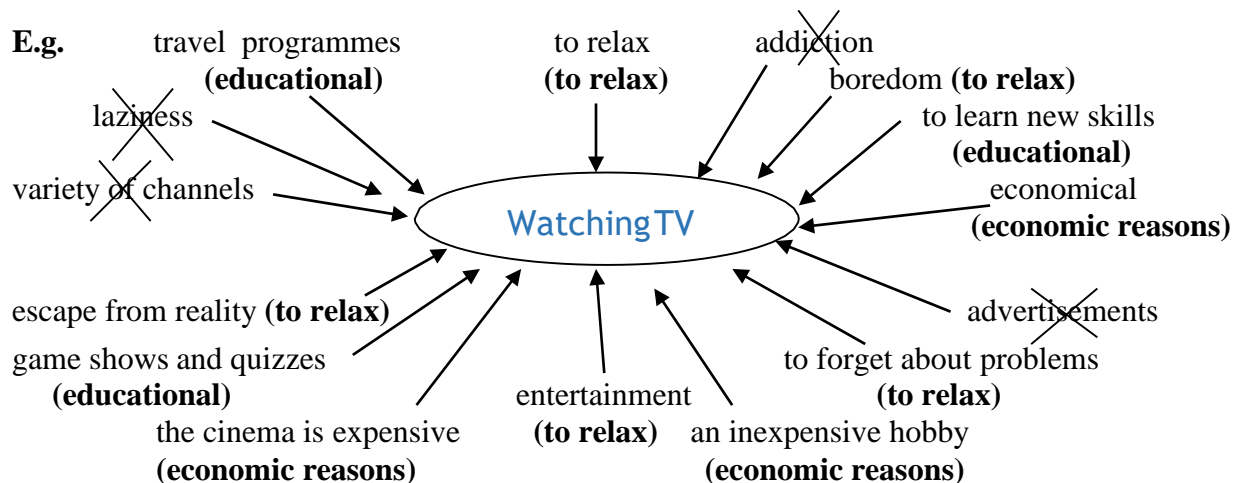 E.g. travel programmes to relax addiction
(educational) (to relax) boredom (to relax)
laziness to learn new skills
(educational)
variety of channels economical
Watching TV (economic reasons)
escape from reality (to relax) advertisements
game shows and quizzes to forget about problems
(educational) entertainment (to relax)
the cinema is expensive (to relax) an inexpensive hobby
(economic reasons) (economic reasons)